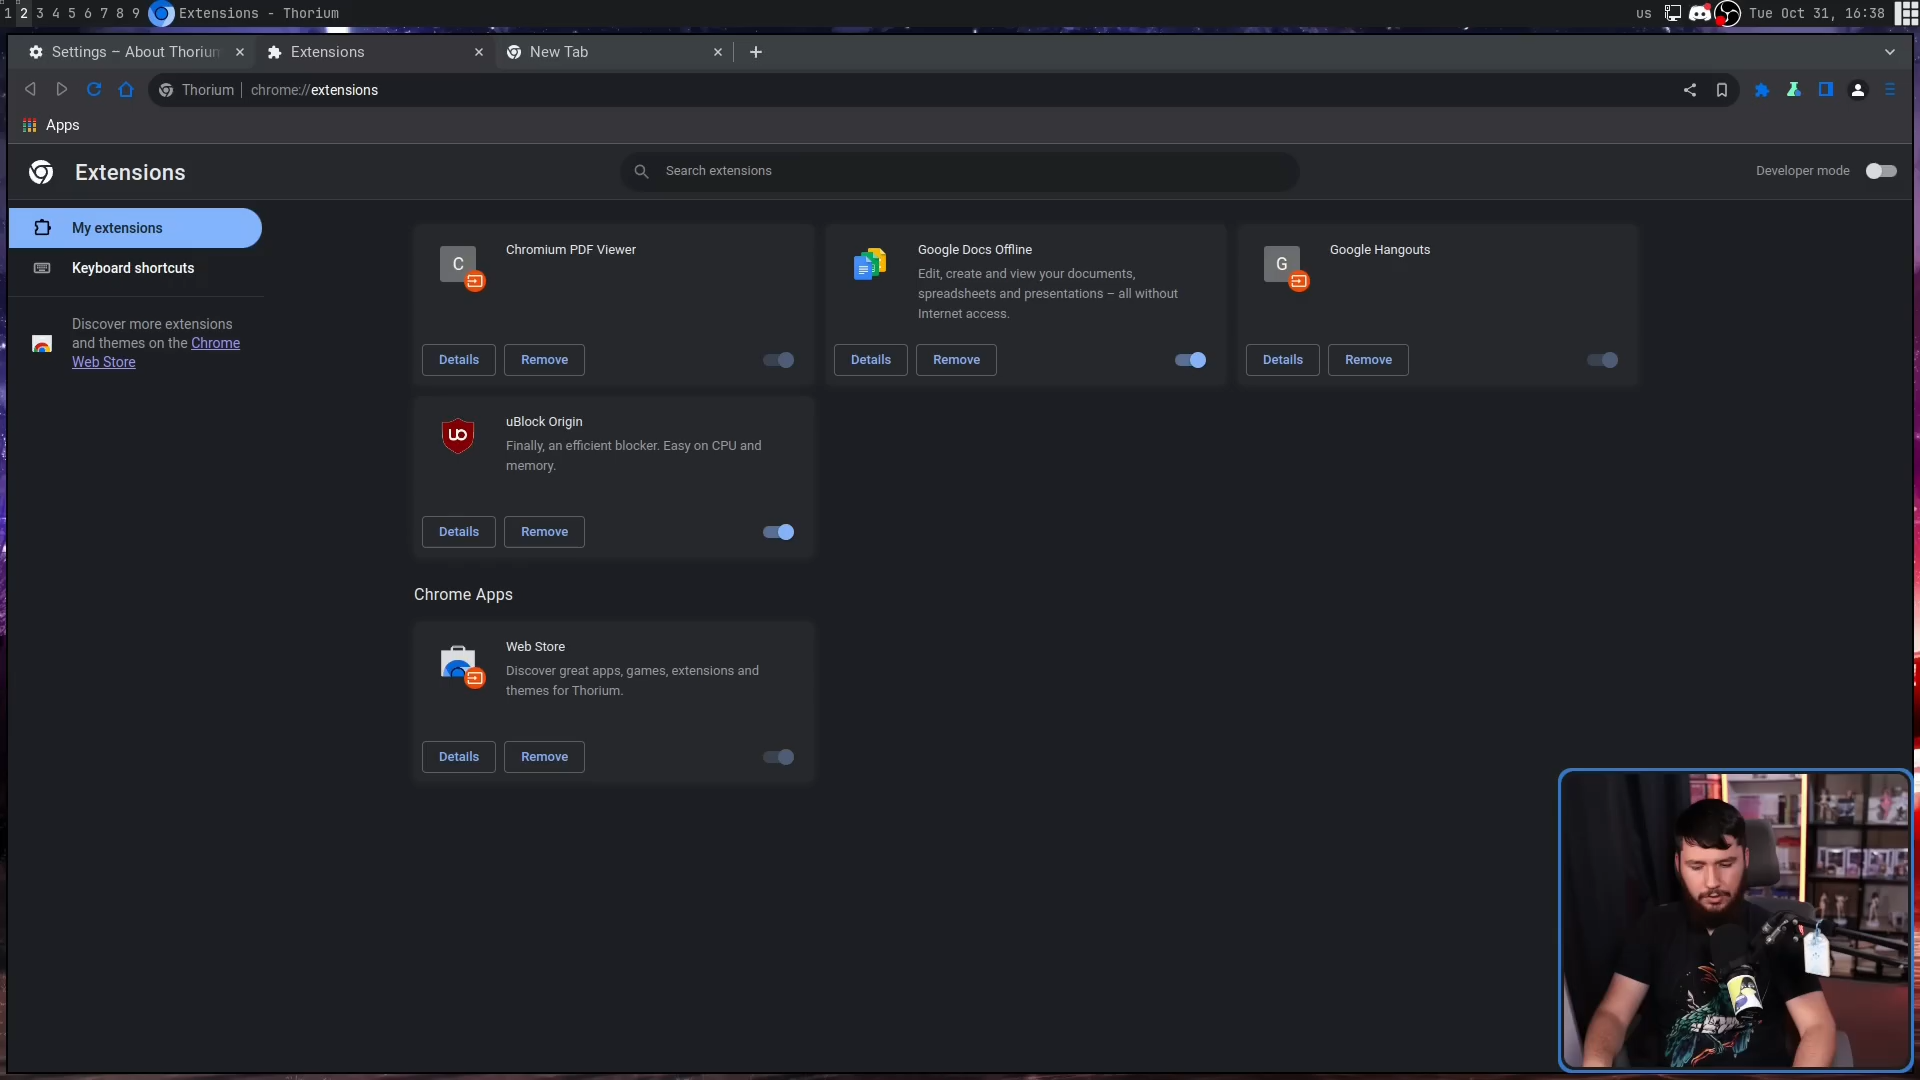 1 2 3 4 5 6 7 8 9 Extensions - Thorium
us Tue Oct 31, 16:38
Settings – About Thorium
Extensions
New Tab
Thorium | chrome://extensions
Apps
Extensions
Search extensions
Developer mode
My extensions
Keyboard shortcuts
Discover more extensions
and themes on the Chrome
Web Store
C
Chromium PDF Viewer
Details
Remove
Google Docs Offline
Edit, create and view your documents,
spreadsheets and presentations – all without
Internet access.
Details
Remove
G
Google Hangouts
Details
Remove
uBlock Origin
Finally, an efficient blocker. Easy on CPU and
memory.
Details
Remove
Chrome Apps
Web Store
Discover great apps, games, extensions and
themes for Thorium.
Details
Remove